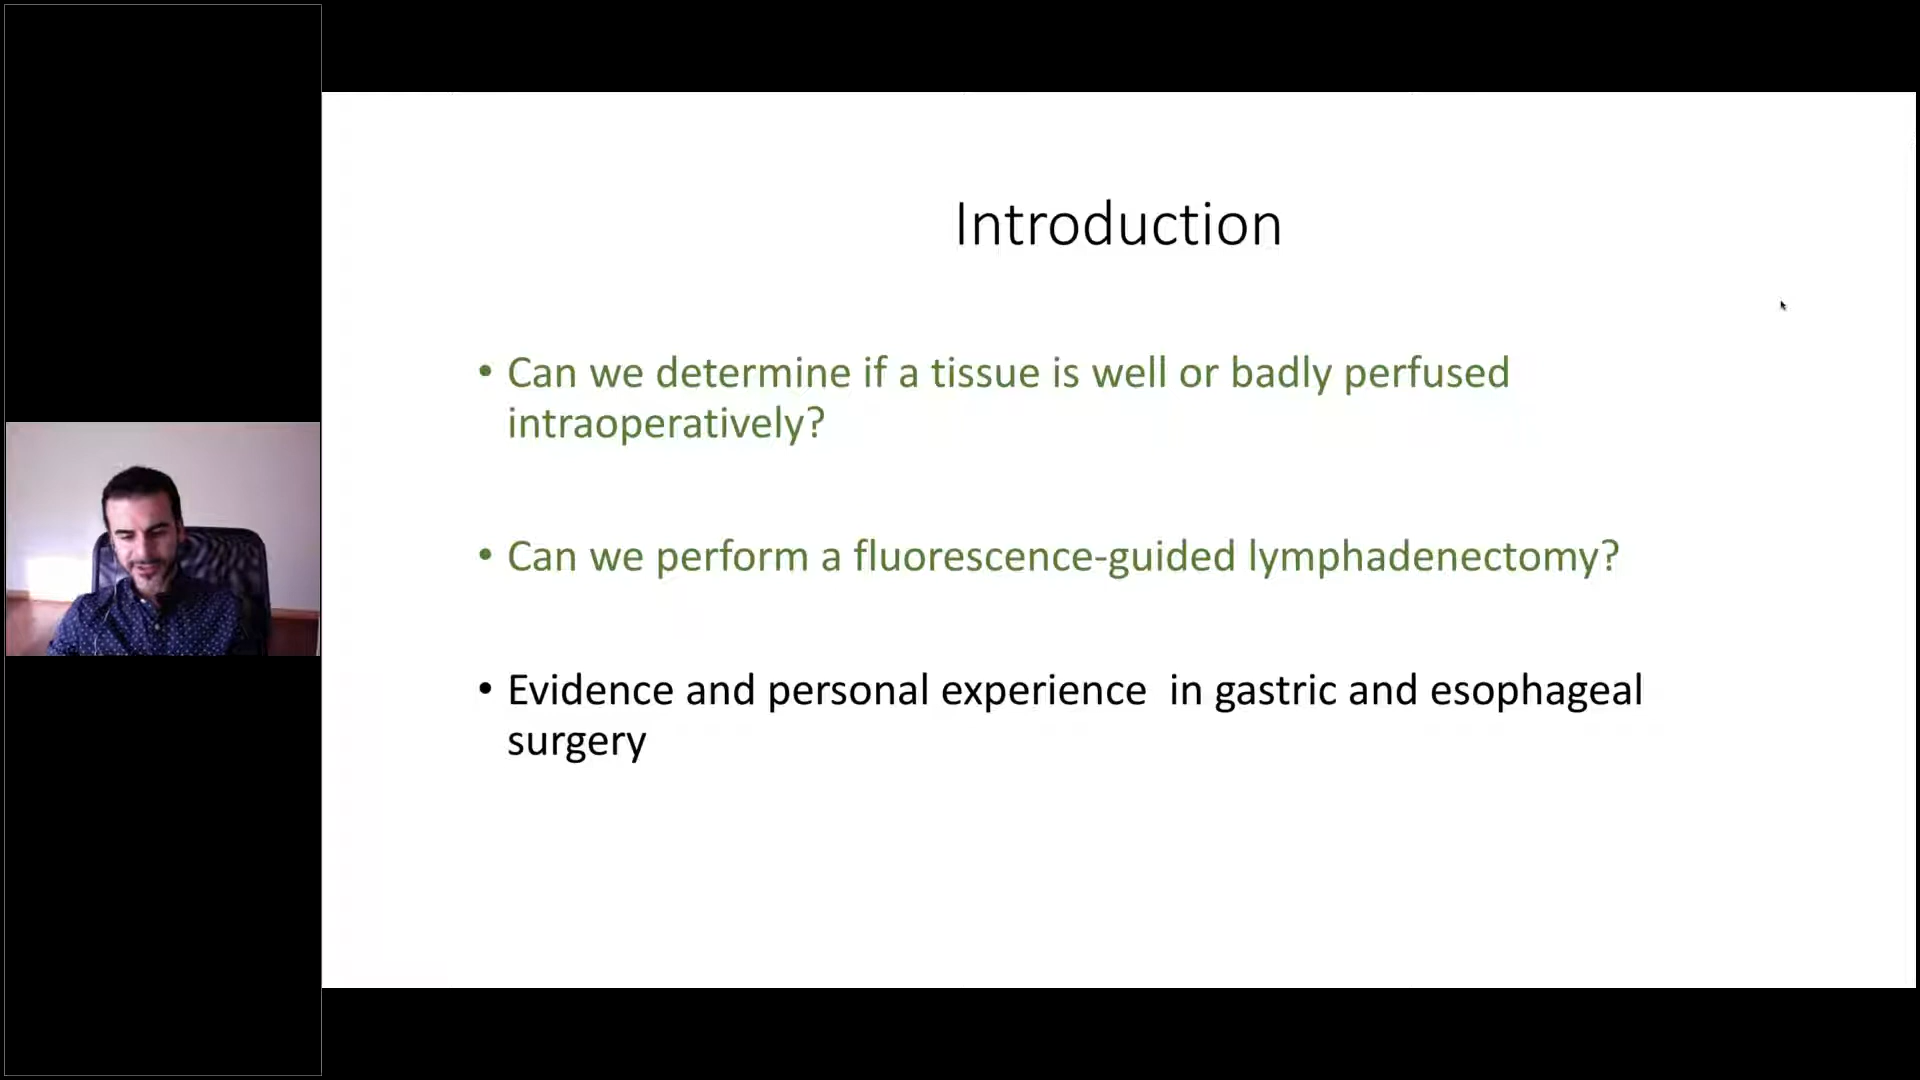 Introduction
• Can we determine if a tissue is well or badly perfused
intraoperatively?
• Can we perform a fluorescence-guided lymphadenectomy?
• Evidence and personal experience  in gastric and esophageal
surgery